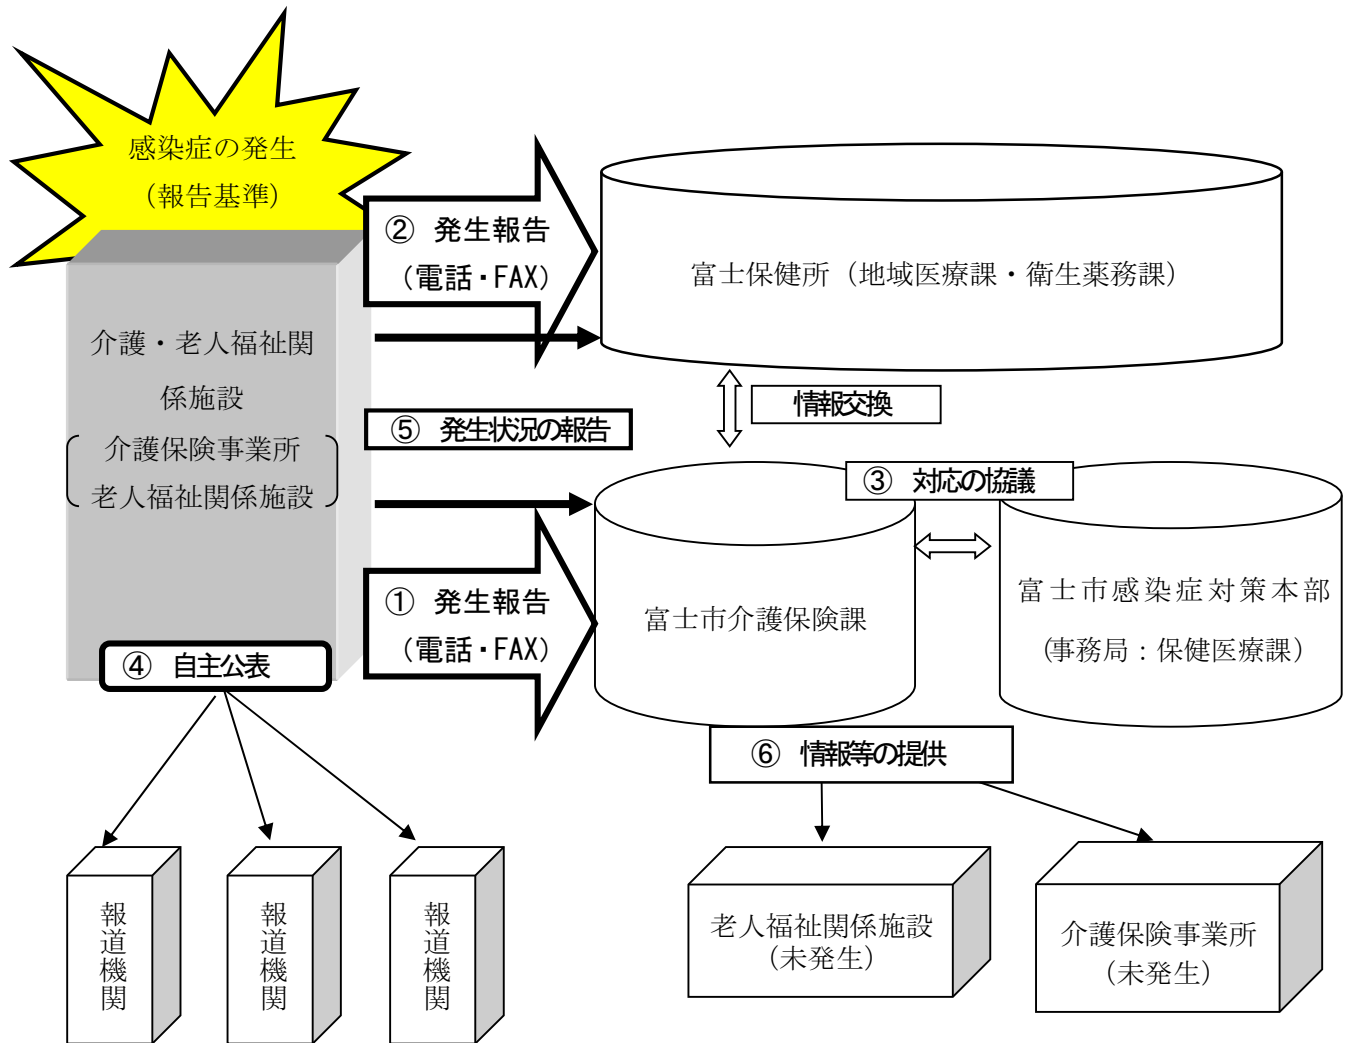 感染症の発生
（報告基準）
② 発生報告
（電話・FAX）
富士保健所（地域医療課・衛生薬務課）
介護・老人福祉関
係施設
介護保険事業所
老人福祉関係施設
情報交換
⑤ 発生状況の報告
③ 対応の協議
① 発生報告
（電話・FAX）
富士市介護保険課
富士市感染症対策本部
（事務局：保健医療課）
④ 自主公表
⑥ 情報等の提供
報道機関
報道機関
報道機関
老人福祉関係施設
（未発生）
介護保険事業所
（未発生）